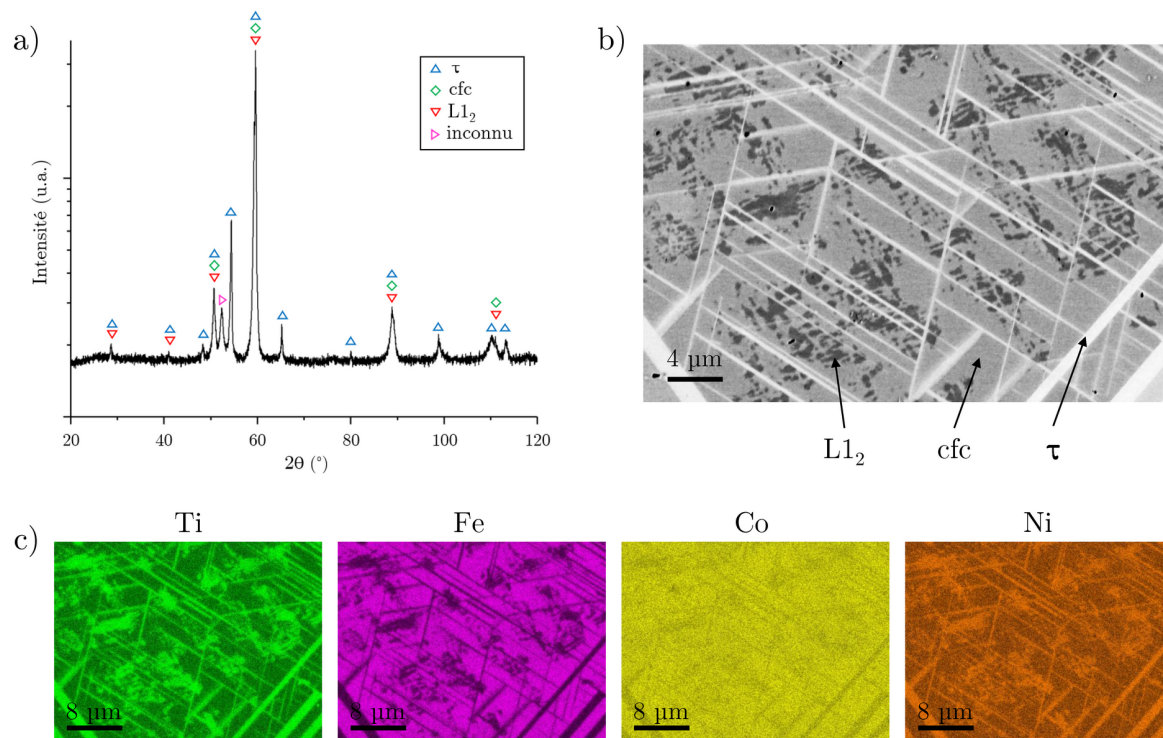 a)
τ
cfc
L1₂
inconnu
Intensité (u.a.)
20 40 60 80 100 120
2θ (°)
b)
4 µm
L1₂ cfc τ
c)
Ti Fe Co Ni
8 µm 8 µm 8 µm 8 µm